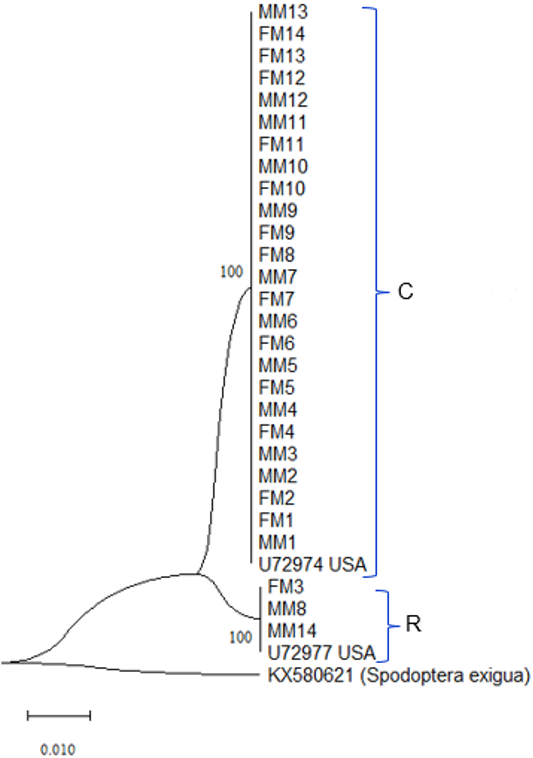 MM13
FM14
FM13
FM12
MM12
MM11
FM11
MM10
FM10
MM9
FM9
FM8
100
MM7
C
FM7
MM6
FM6
MM5
FM5
MM4
FM4
MM3
MM2
FM2
FM1
MM1
U72974 USA
FM3
MM8
R
MM14
100
U72977 USA
KX580621 (Spodoptera exigua)
0.010